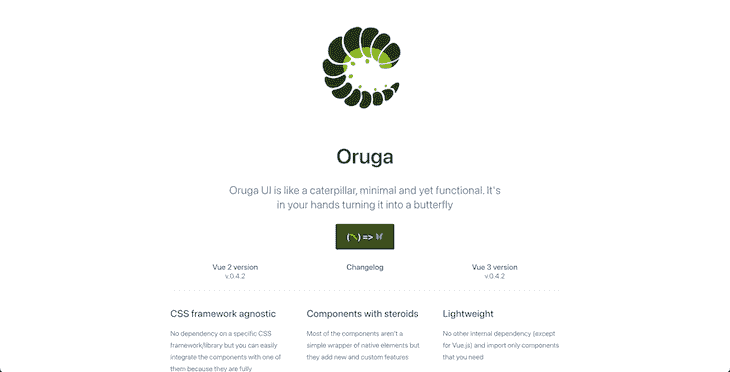 Oruga
Oruga UI is like a caterpillar, minimal and yet functional. It's
in your hands turning it into a butterfly
(🐛) => 🦋
Vue 2 version
v.0.4.2
Changelog
Vue 3 version
v.0.4.2
CSS framework agnostic
No dependency on a specific CSS
framework/library but you can easily
integrate the components with one of
them because they are fully
Components with steroids
Most of the components aren't a
simple wrapper of native elements but
they add new and custom features
Lightweight
No other internal dependency (except
for Vue.js) and import only components
that you need